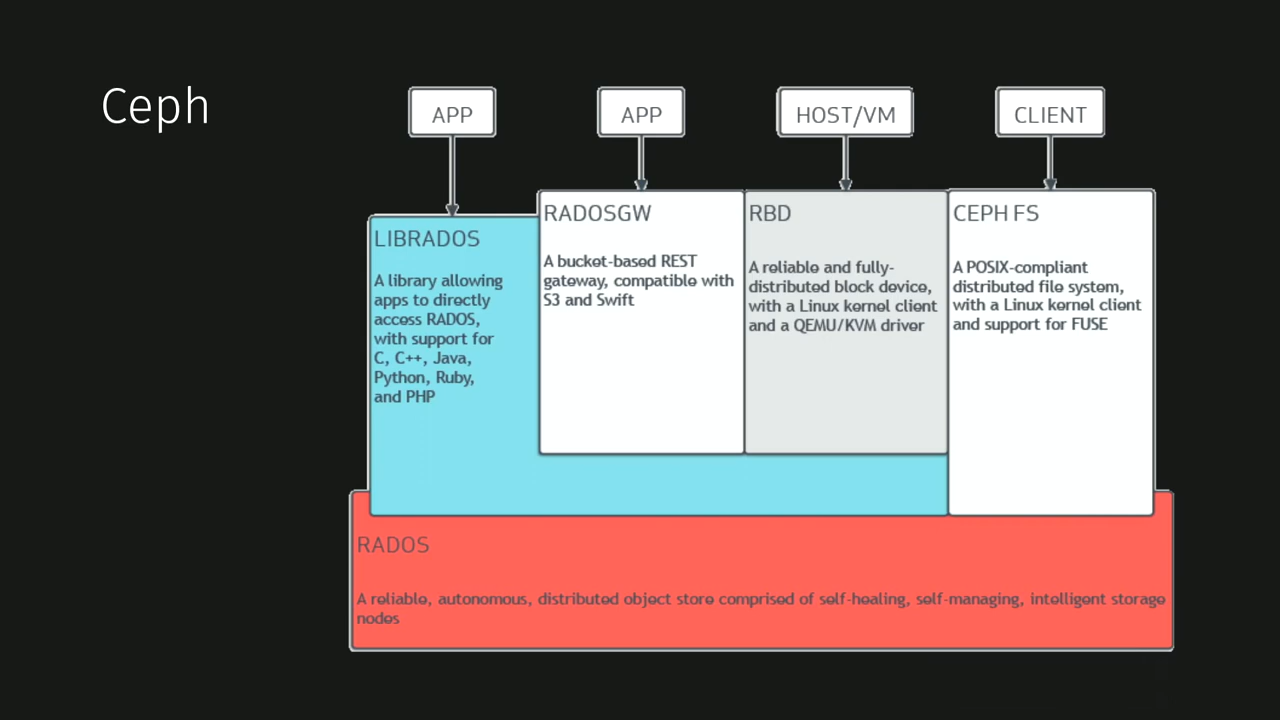 Ceph
APP
APP
HOST/VM
CLIENT
LIBRADOS
A library allowing
apps to directly
access RADOS,
with support for
C, C++, Java,
Python, Ruby,
and PHP
RADOSGW
A bucket-based REST
gateway, compatible with
S3 and Swift
RBD
A reliable and fully-
distributed block device,
with a Linux kernel client
and a QEMU/KVM driver
CEPH FS
A POSIX-compliant
distributed file system,
with a Linux kernel client
and support for FUSE
RADOS
A reliable, autonomous, distributed object store comprised of self-healing, self-managing, intelligent storage
nodes